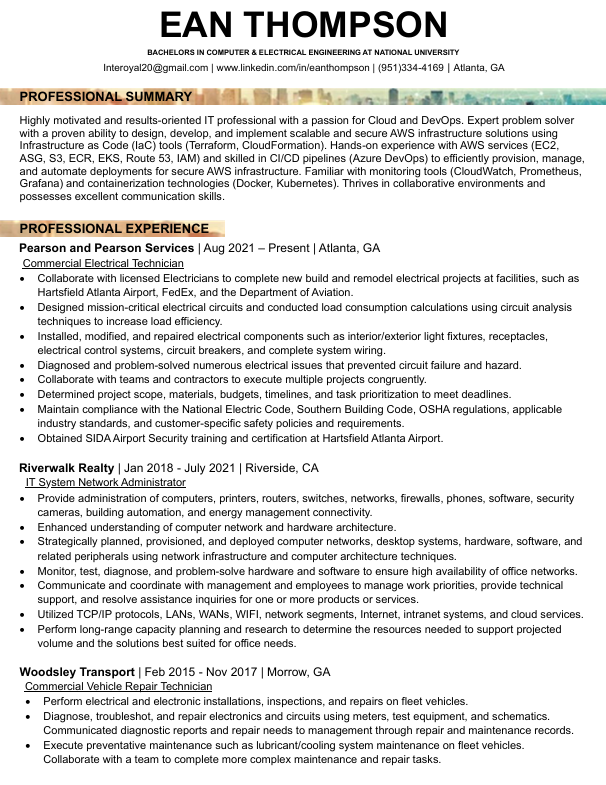 EAN THOMPSON
BACHELORS IN COMPUTER & ELECTRICAL ENGINEERING AT NATIONAL UNIVERSITY
Interoyal20@gmail.com | www.linkedin.com/in/eanthompson | (951)334-4169 | Atlanta, GA
PROFESSIONAL SUMMARY
Highly motivated and results-oriented IT professional with a passion for Cloud and DevOps. Expert problem solver
with a proven ability to design, develop, and implement scalable and secure AWS infrastructure solutions using
Infrastructure as Code (IaC) tools (Terraform, CloudFormation). Hands-on experience with AWS services (EC2,
ASG, S3, ECR, EKS, Route 53, IAM) and skilled in CI/CD pipelines (Azure DevOps) to efficiently provision, manage,
and automate deployments for secure AWS infrastructure. Familiar with monitoring tools (CloudWatch, Prometheus,
Grafana) and containerization technologies (Docker, Kubernetes). Thrives in collaborative environments and
possesses excellent communication skills.
PROFESSIONAL EXPERIENCE
Pearson and Pearson Services | Aug 2021 – Present | Atlanta, GA
Commercial Electrical Technician
• Collaborate with licensed Electricians to complete new build and remodel electrical projects at facilities, such as
Hartsfield Atlanta Airport, FedEx, and the Department of Aviation.
• Designed mission-critical electrical circuits and conducted load consumption calculations using circuit analysis
techniques to increase load efficiency.
• Installed, modified, and repaired electrical components such as interior/exterior light fixtures, receptacles,
electrical control systems, circuit breakers, and complete system wiring.
• Diagnosed and problem-solved numerous electrical issues that prevented circuit failure and hazard.
• Collaborate with teams and contractors to execute multiple projects congruently.
• Determined project scope, materials, budgets, timelines, and task prioritization to meet deadlines.
• Maintain compliance with the National Electric Code, Southern Building Code, OSHA regulations, applicable
industry standards, and customer-specific safety policies and requirements.
• Obtained SIDA Airport Security training and certification at Hartsfield Atlanta Airport.
Riverwalk Realty | Jan 2018 - July 2021 | Riverside, CA
IT System Network Administrator
• Provide administration of computers, printers, routers, switches, networks, firewalls, phones, software, security
cameras, building automation, and energy management connectivity.
• Enhanced understanding of computer network and hardware architecture.
• Strategically planned, provisioned, and deployed computer networks, desktop systems, hardware, software, and
related peripherals using network infrastructure and computer architecture techniques.
• Monitor, test, diagnose, and problem-solve hardware and software to ensure high availability of office networks.
• Communicate and coordinate with management and employees to manage work priorities, provide technical
support, and resolve assistance inquiries for one or more products or services.
• Utilized TCP/IP protocols, LANs, WANs, WIFI, network segments, Internet, intranet systems, and cloud services.
• Perform long-range capacity planning and research to determine the resources needed to support projected
volume and the solutions best suited for office needs.
Woodsley Transport | Feb 2015 - Nov 2017 | Morrow, GA
Commercial Vehicle Repair Technician
• Perform electrical and electronic installations, inspections, and repairs on fleet vehicles.
• Diagnose, troubleshot, and repair electronics and circuits using meters, test equipment, and schematics.
Communicated diagnostic reports and repair needs to management through repair and maintenance records.
• Execute preventative maintenance such as lubricant/cooling system maintenance on fleet vehicles.
Collaborate with a team to complete more complex maintenance and repair tasks.